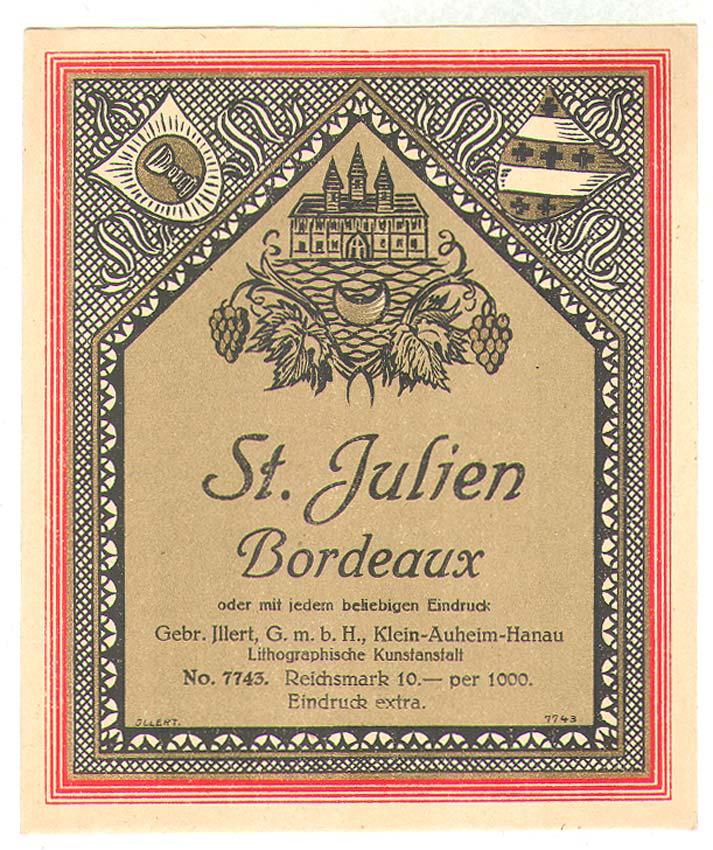 St. Julien
Bordeaux
oder mit jedem beliebigen Eindruck
Gebr. Jllert, G. m. b. H., Klein-Auheim-Hanau
Lithographische Kunstanstalt
No. 7743. Reichsmark 10.— per 1000.
Eindruck extra.
JLLERT. 7743